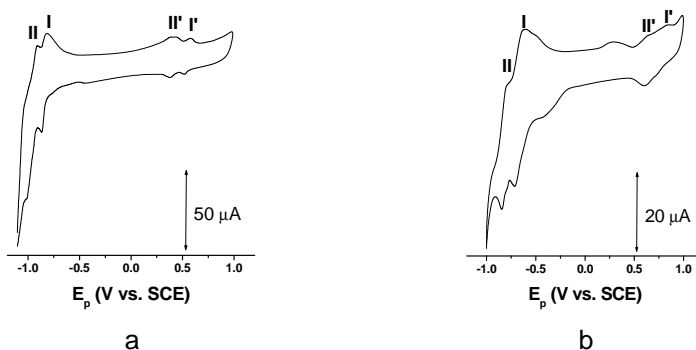 I
II
II' I'
50 μA
-1.0 -0.5 0.0 0.5 1.0
E_p (V vs. SCE)
a
I
II
II' I'
20 μA
-1.0 -0.5 0.0 0.5 1.0
E_p (V vs. SCE)
b